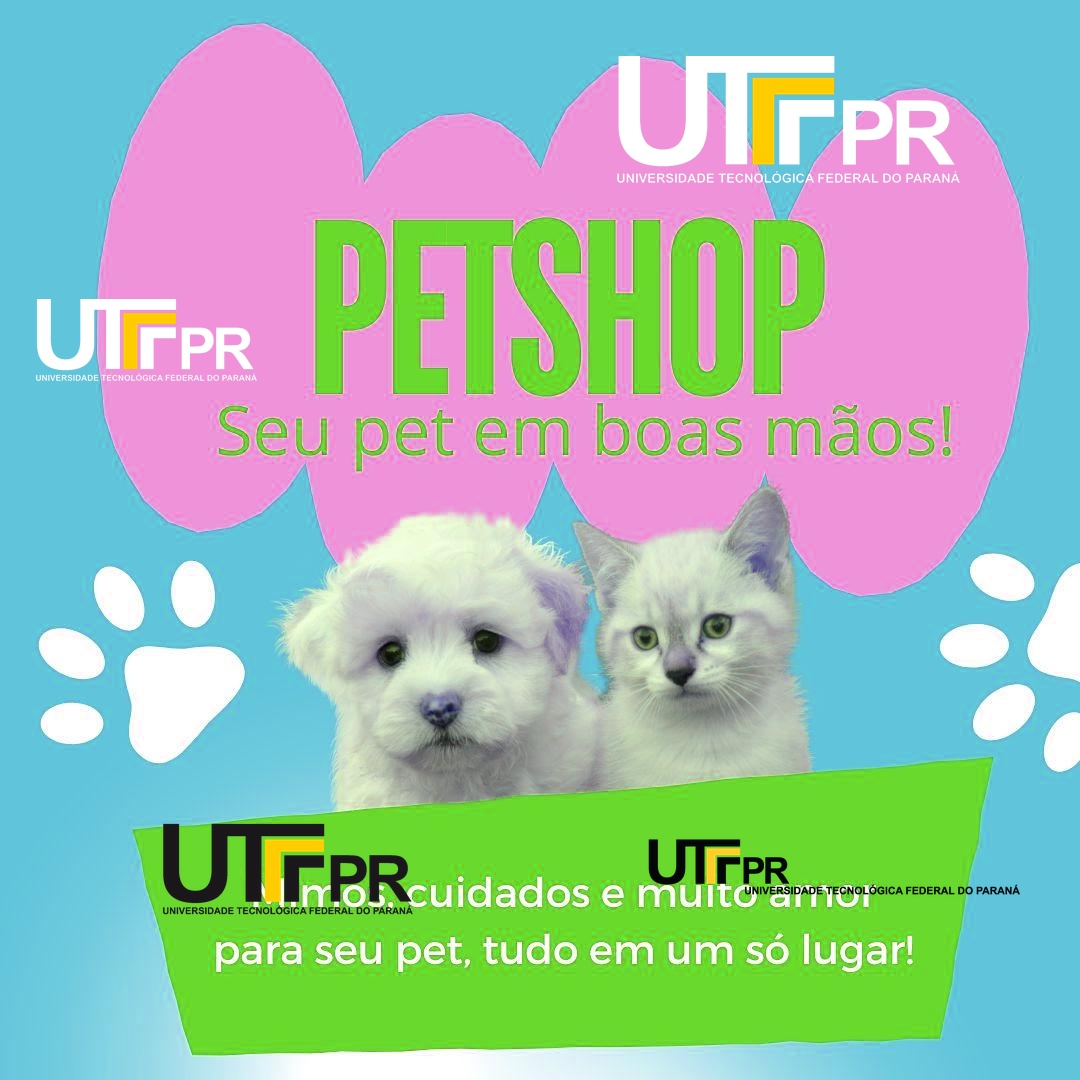 UTFPR
UNIVERSIDADE TECNOLÓGICA FEDERAL DO PARANÁ
PETSHOP
UTFPR
UNIVERSIDADE TECNOLÓGICA FEDERAL DO PARANÁ
Seu pet em boas mãos!
UTFPR
UNIVERSIDADE TECNOLÓGICA FEDERAL DO PARANÁ
UTFPR
UNIVERSIDADE TECNOLÓGICA FEDERAL DO PARANÁ
Mimos, cuidados e muito amor
para seu pet, tudo em um só lugar!